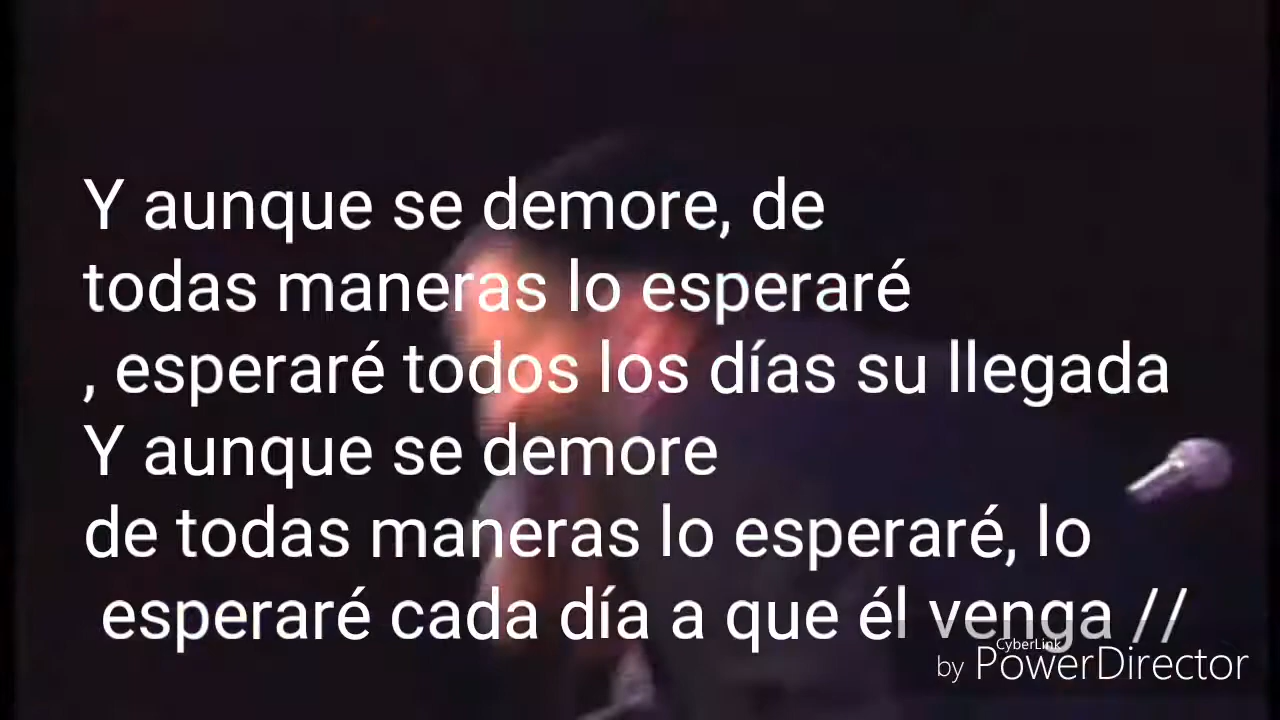 Y aunque se demore, de
todas maneras lo esperaré
, esperaré todos los días su llegada
Y aunque se demore
de todas maneras lo esperaré, lo
esperaré cada día a que él venga //
CyberLink
by PowerDirector